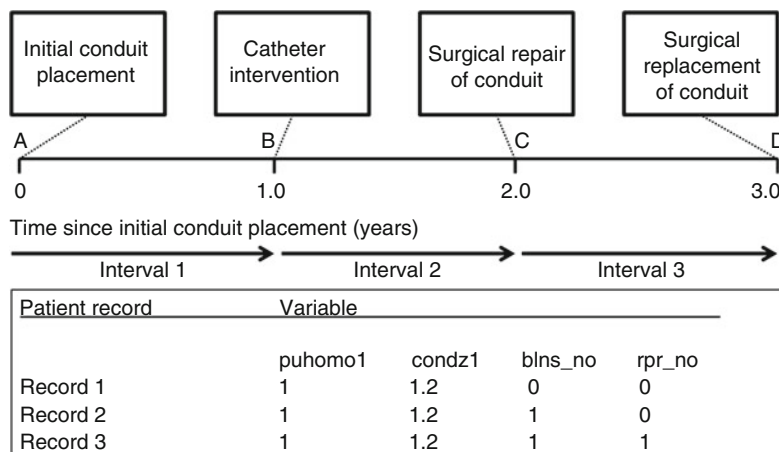 Initial conduit
placement
Catheter
intervention
Surgical repair
of conduit
Surgical
replacement
of conduit
A B C D
0 1.0 2.0 3.0
Time since initial conduit placement (years)
Interval 1 Interval 2 Interval 3
Patient record Variable
puhomo1 condz1 blns_no rpr_no
Record 1 1 1.2 0 0
Record 2 1 1.2 1 0
Record 3 1 1.2 1 1